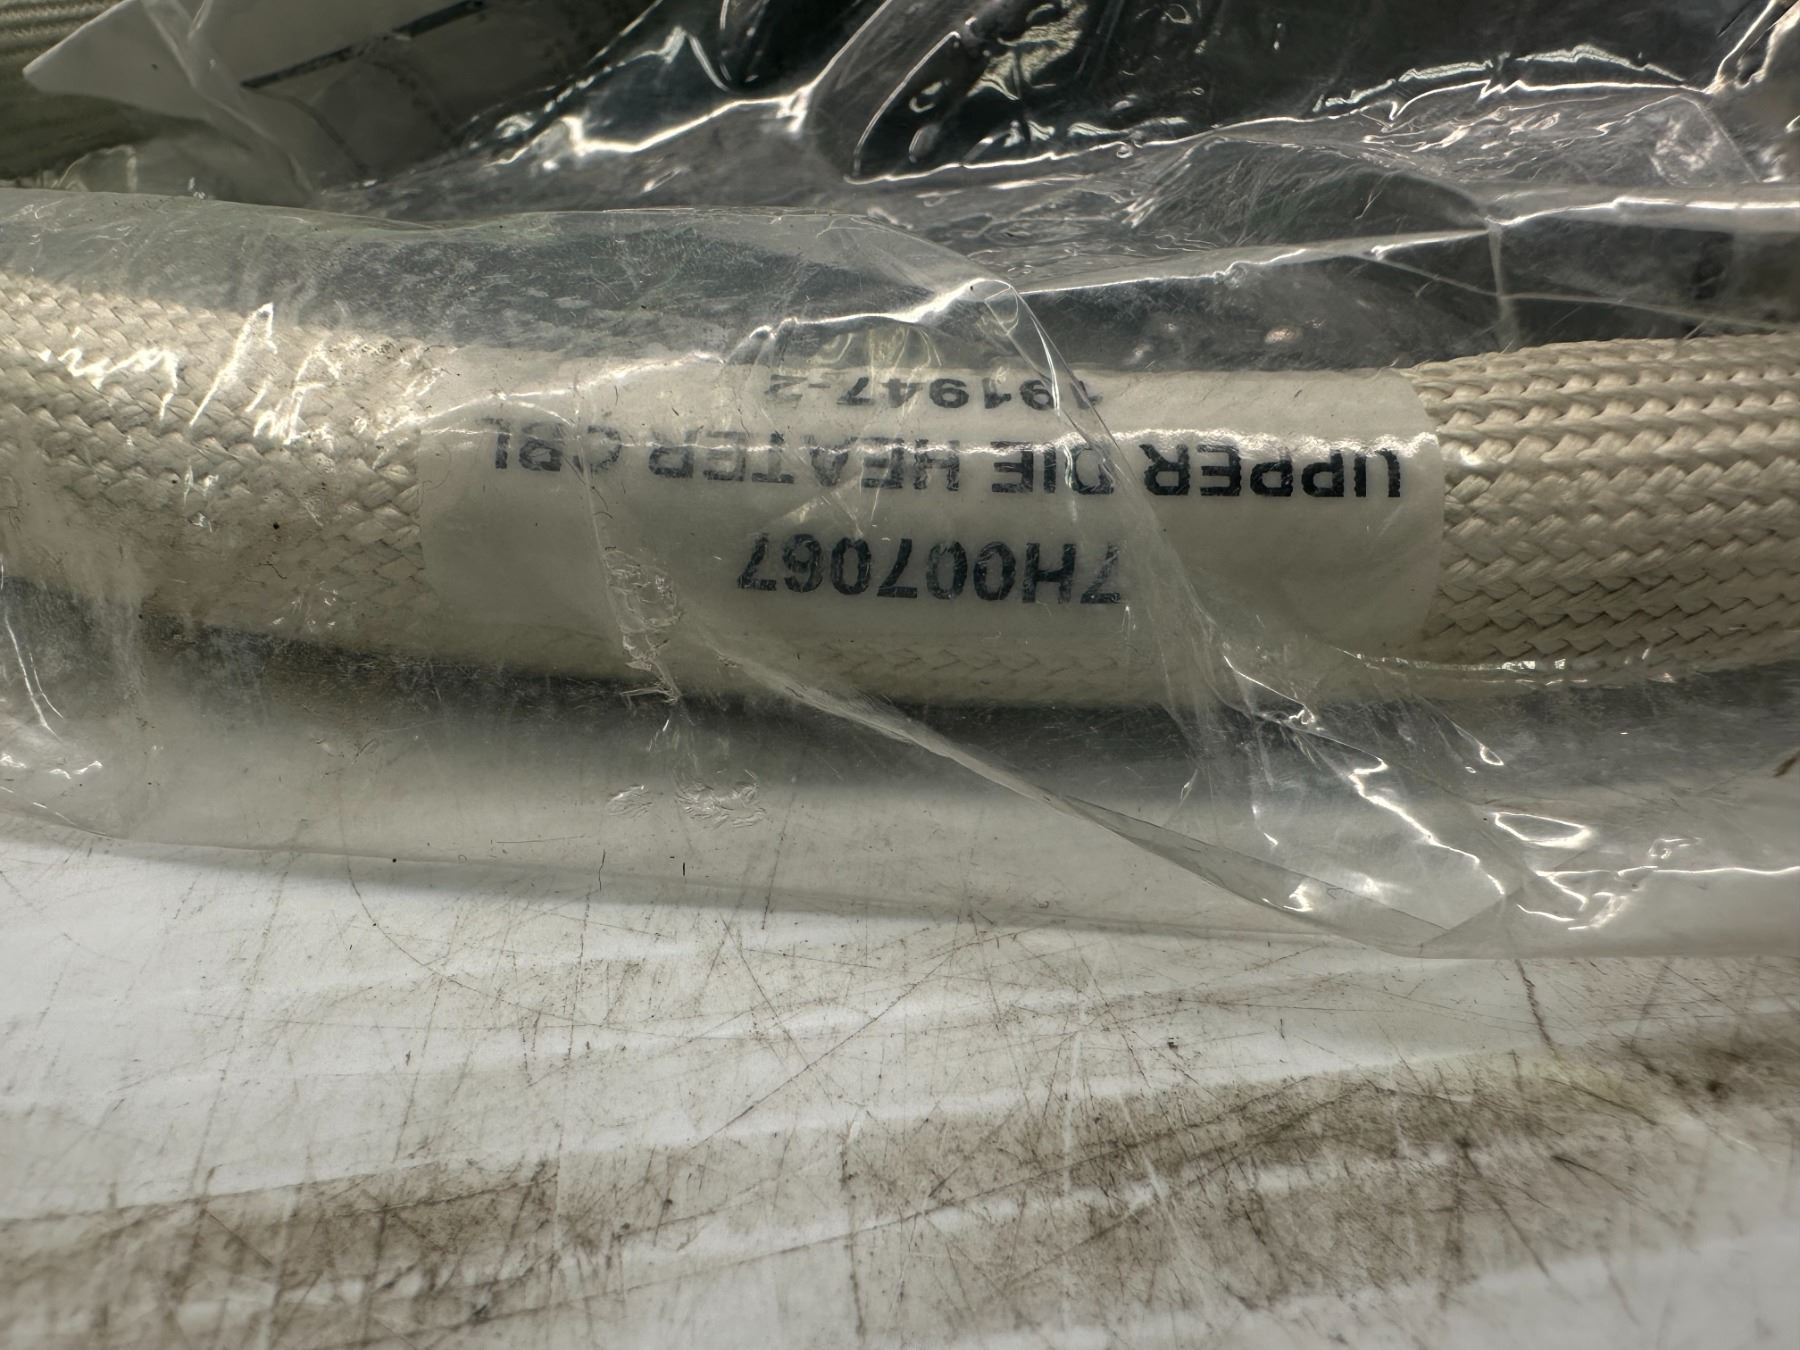 7H007067
UPPER DIE HEATER CBL
191947-2